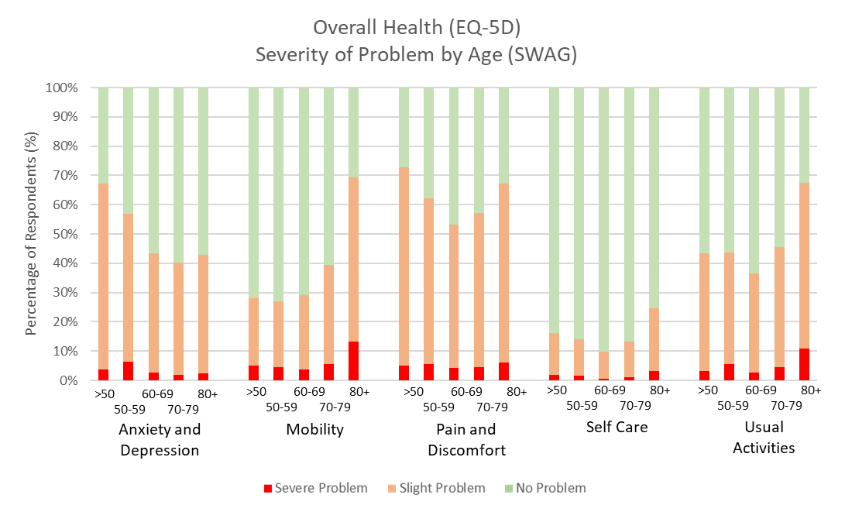 Overall Health (EQ-5D)
Severity of Problem by Age (SWAG)
Percentage of Respondents (%)
100%
90%
80%
70%
60%
50%
40%
30%
20%
10%
0%
>50 60-69 80+ >50 60-69 80+ >50 60-69 80+ >50 60-69 80+ >50 60-69 80+
50-59 70-79 50-59 70-79 50-59 70-79 50-59 70-79 50-59 70-79
Anxiety and Depression
Mobility
Pain and Discomfort
Self Care
Usual Activities
Severe Problem Slight Problem No Problem